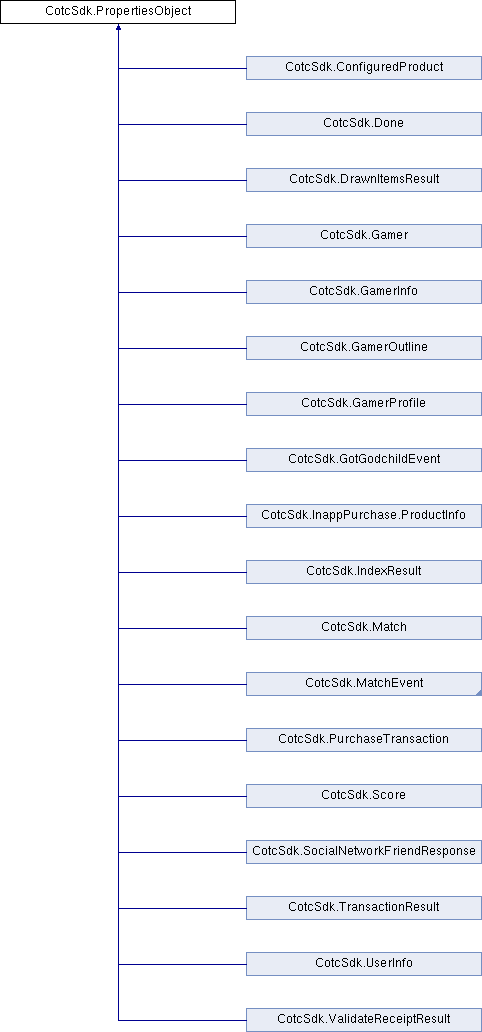 CotcSdk.PropertiesObject
CotcSdk.ConfiguredProduct
CotcSdk.Done
CotcSdk.DrawnItemsResult
CotcSdk.Gamer
CotcSdk.GamerInfo
CotcSdk.GamerOutline
CotcSdk.GamerProfile
CotcSdk.GotGodchildEvent
CotcSdk.InappPurchase.ProductInfo
CotcSdk.IndexResult
CotcSdk.Match
CotcSdk.MatchEvent
CotcSdk.PurchaseTransaction
CotcSdk.Score
CotcSdk.SocialNetworkFriendResponse
CotcSdk.TransactionResult
CotcSdk.UserInfo
CotcSdk.ValidateReceiptResult